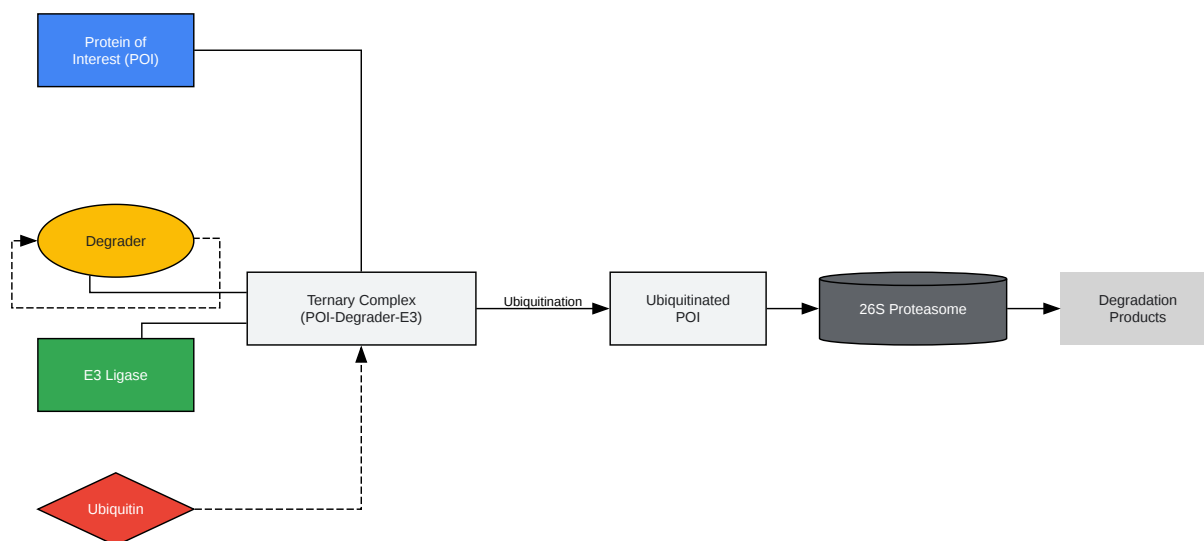 Protein of
Interest (POI)
Degrader
Ternary Complex
(POI-Degrader-E3)
Ubiquitination
Ubiquitinated
POI
26S Proteasome
Degradation
Products
E3 Ligase
Ubiquitin